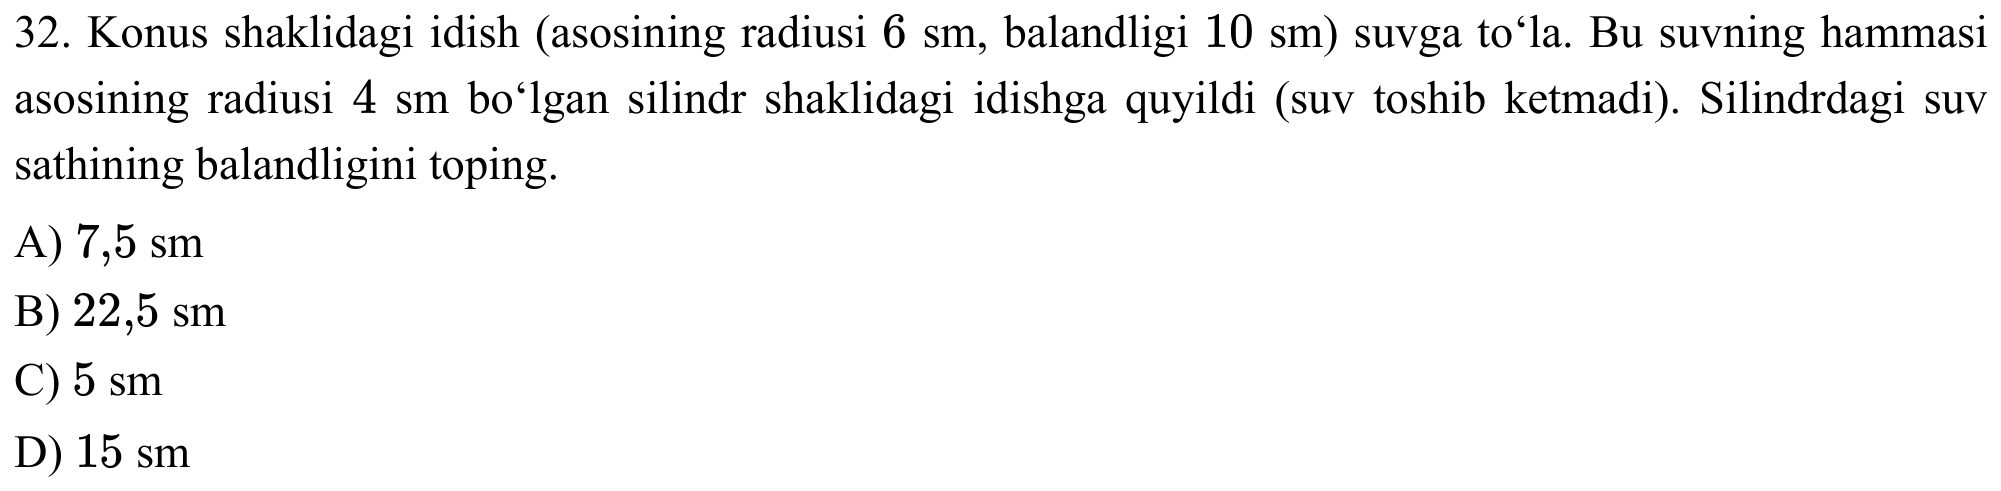 32. Konus shaklidagi idish (asosining radiusi 6 sm, balandligi 10 sm) suvga to‘la. Bu suvning hammasi
asosining radiusi 4 sm bo‘lgan silindr shaklidagi idishga quyildi (suv toshib ketmadi). Silindrdagi suv
sathining balandligini toping.
A) 7,5 sm
B) 22,5 sm
C) 5 sm
D) 15 sm